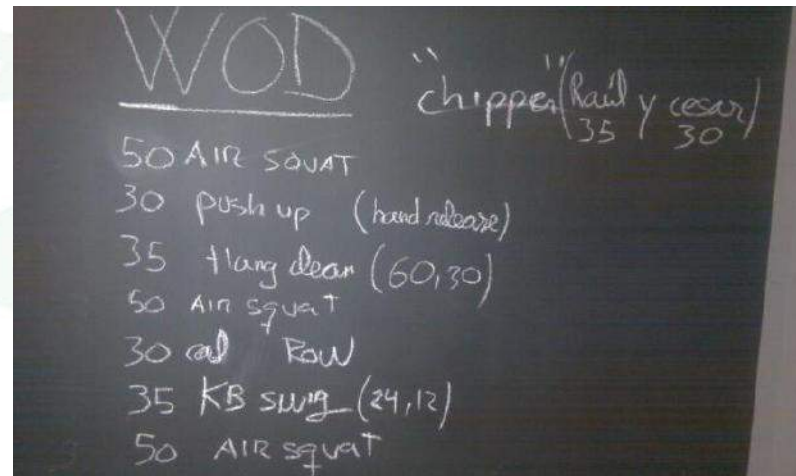 WOD
"chipper" (Raúl y cesar)
35 30
50 AIR SQUAT
30 push up (hand release)
35 Hang clean (60,30)
50 AIR squat
30 cal Row
35 KB swig (24,12)
50 AIR squat